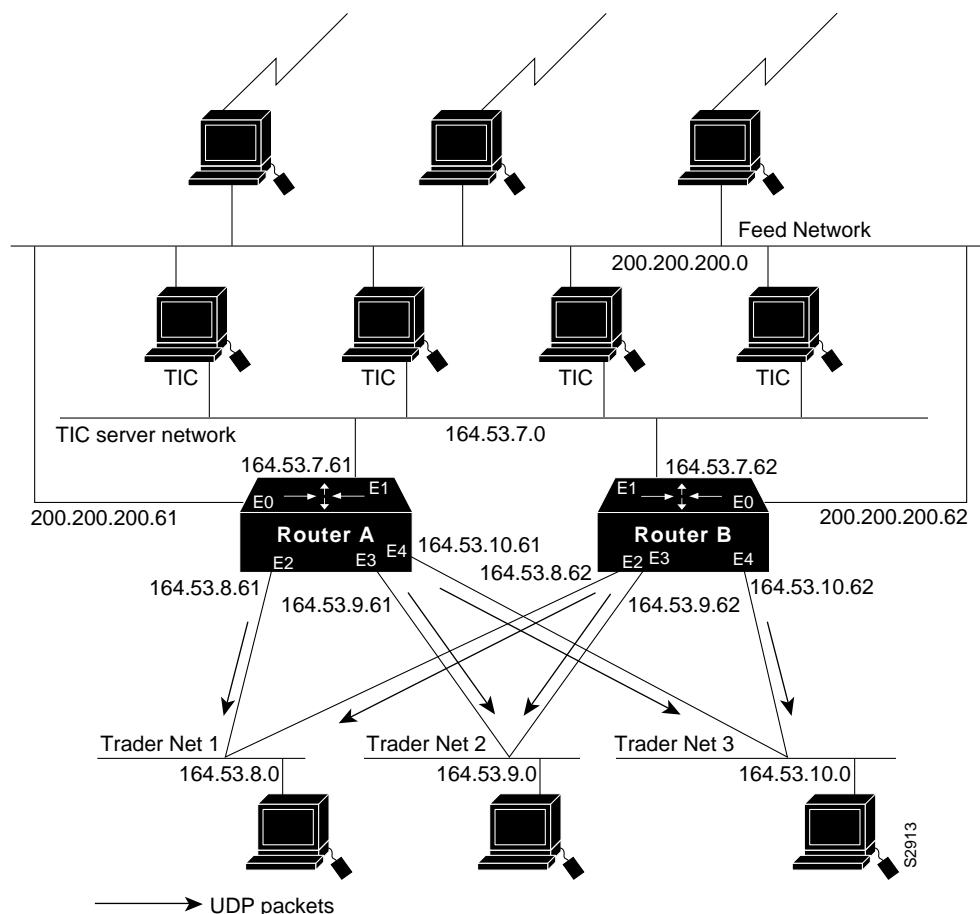 Feed Network
200.200.200.0
TIC
TIC
TIC
TIC
TIC server network
164.53.7.0
164.53.7.61
164.53.7.62
E0
E1
E1
E0
200.200.200.61
200.200.200.62
Router A
Router B
E2
E3
E4
E2
E3
E4
164.53.10.61
164.53.8.61
164.53.9.61
164.53.8.62
164.53.9.62
164.53.10.62
Trader Net 1
Trader Net 2
Trader Net 3
164.53.8.0
164.53.9.0
164.53.10.0
S2913
UDP packets